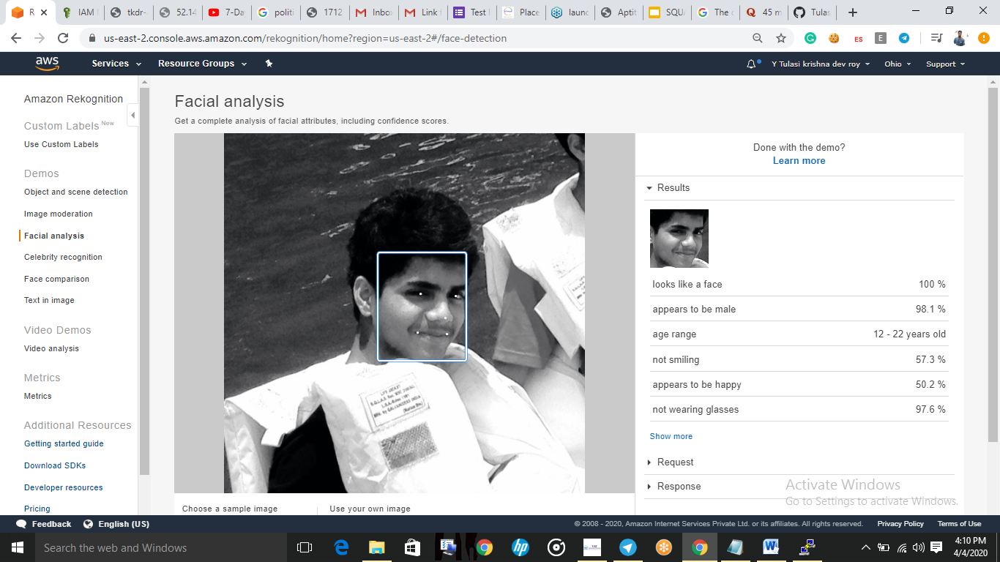 R
IAM I
tkdr-
52.14
7-Da
politi
1712
Inbo
Link f
Test l
Place
launc
Aptit
SQU
The c
45 m
Tulas
us-east-2.console.aws.amazon.com/rekognition/home?region=us-east-2#/face-detection
ES
E
aws
Services
Resource Groups
Y Tulasi krishna dev roy
Ohio
Support
Amazon Rekognition
Custom Labels New
Use Custom Labels
Demos
Object and scene detection
Image moderation
Facial analysis
Celebrity recognition
Face comparison
Text in image
Video Demos
Video analysis
Metrics
Metrics
Additional Resources
Getting started guide
Download SDKs
Developer resources
Pricing
Facial analysis
Get a complete analysis of facial attributes, including confidence scores.
LIFE JACKET
Choose a sample image
Use your own image
Done with the demo?
Learn more
Results
looks like a face 100 %
appears to be male 98.1 %
age range 12 - 22 years old
not smiling 57.3 %
appears to be happy 50.2 %
not wearing glasses 97.6 %
Show more
Request
Response
Activate Windows
Go to Settings to activate Windows.
Feedback
English (US)
© 2008 - 2020, Amazon Internet Services Private Ltd. or its affiliates. All rights reserved.
Privacy Policy
Terms of Use
Search the web and Windows
4:10 PM
4/4/2020